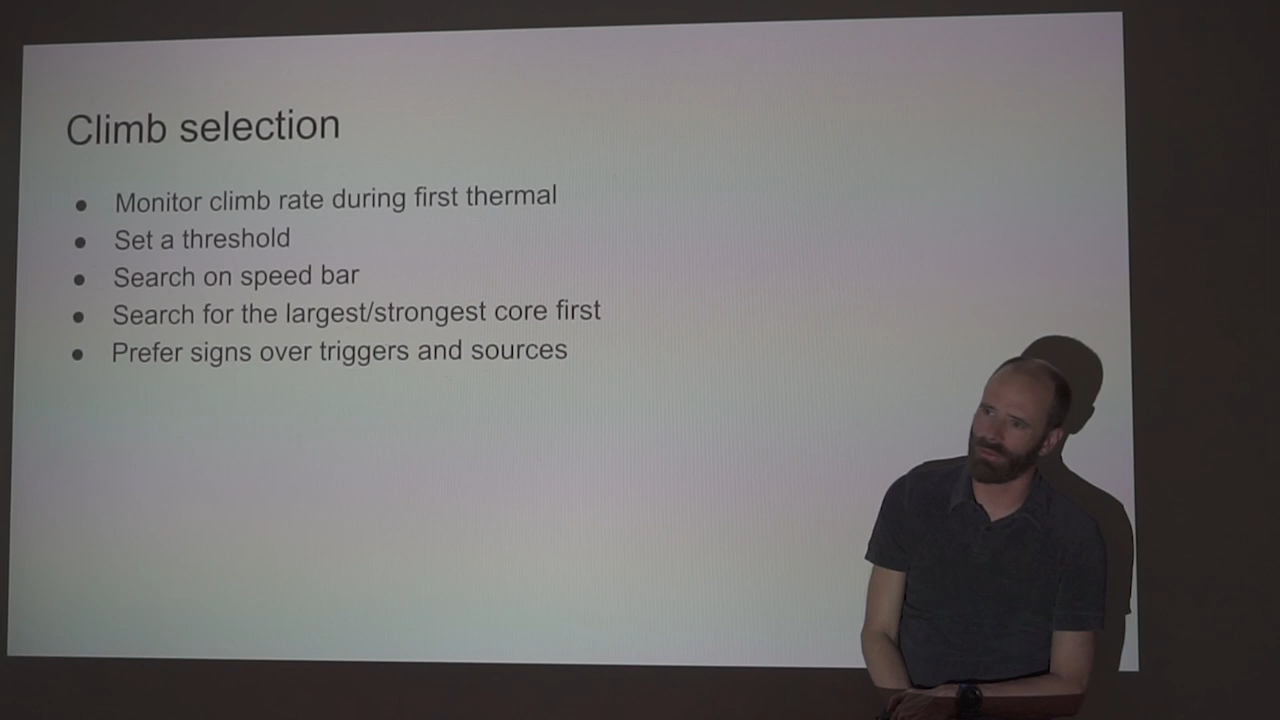 Climb selection
● Monitor climb rate during first thermal
● Set a threshold
● Search on speed bar
● Search for the largest/strongest core first
● Prefer signs over triggers and sources